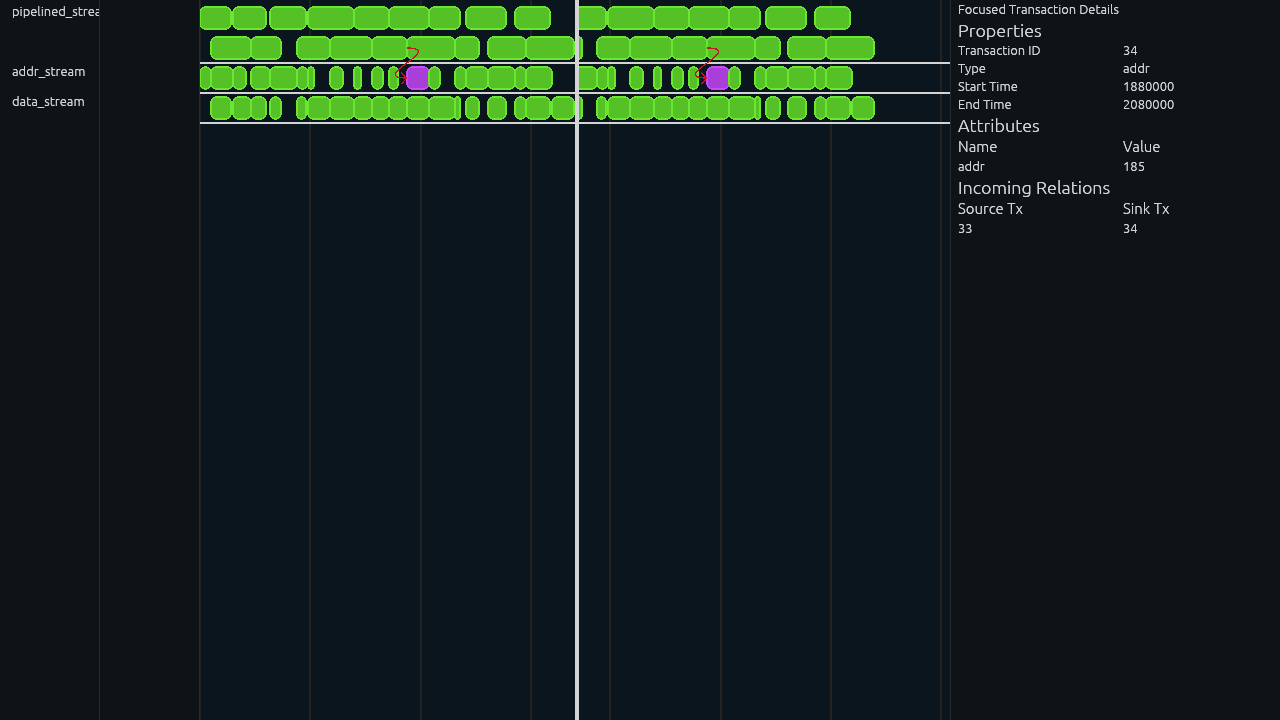 pipelined_strea
addr_stream
data_stream
Focused Transaction Details
Properties
Transaction ID 34
Type addr
Start Time 1880000
End Time 2080000
Attributes
Name Value
addr 185
Incoming Relations
Source Tx Sink Tx
33 34